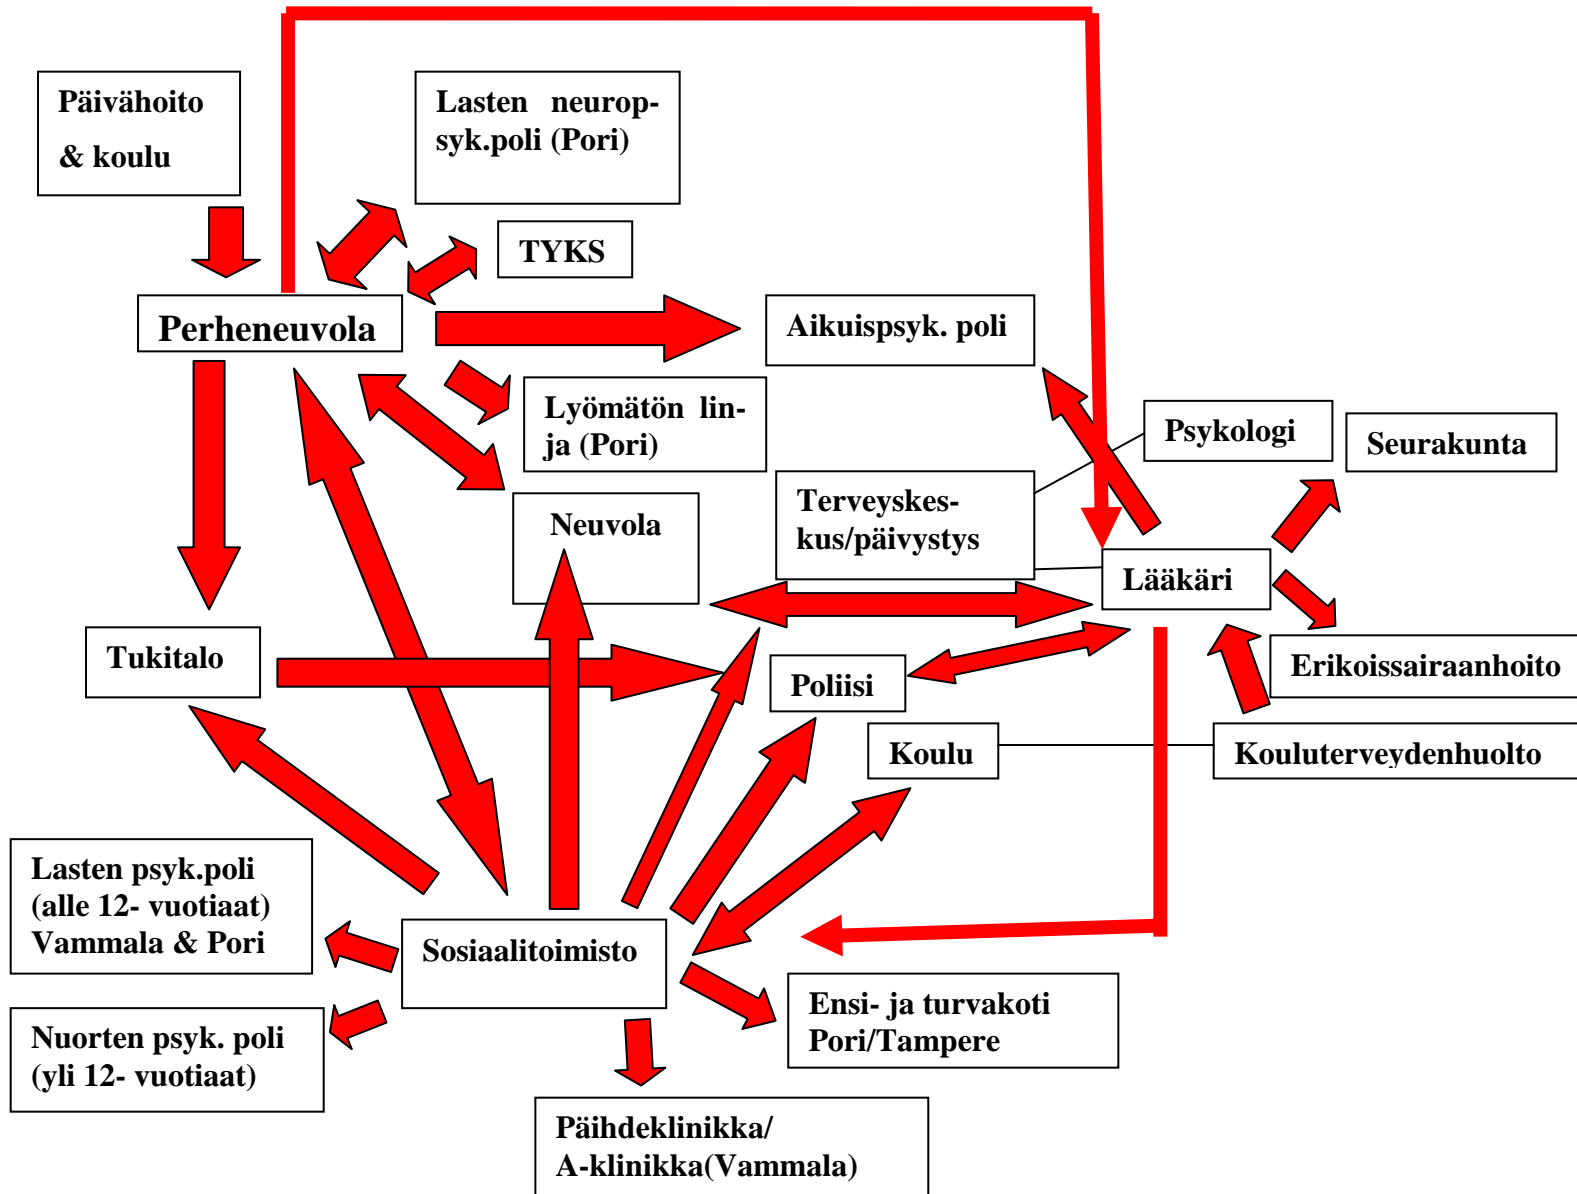 Päivähoito
& koulu
Lasten neurop-
syk.poli (Pori)
TYKS
Perheneuvola
Aikuispsyk. poli
Lyömätön lin-
ja (Pori)
Psykologi
Seurakunta
Terveyskes-
kus/päivystys
Neuvola
Lääkäri
Tukitalo
Poliisi
Erikoissairaanhoito
Koulu
Kouluterveydenhuolto
Lasten psyk.poli
(alle 12- vuotiaat)
Vammala & Pori
Sosiaalitoimisto
Ensi- ja turvakoti
Pori/Tampere
Nuorten psyk. poli
(yli 12- vuotiaat)
Päihdeklinikka/
A-klinikka(Vammala)